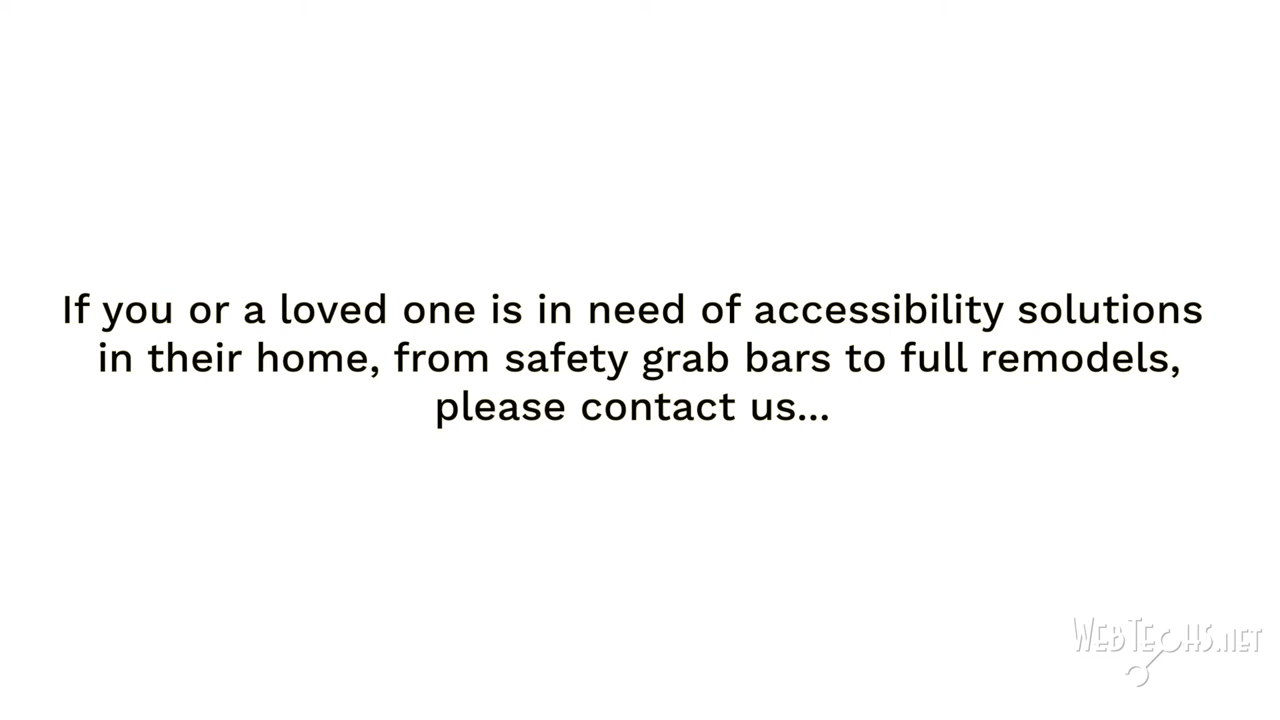 If you or a loved one is in need of accessibility solutions
in their home, from safety grab bars to full remodels,
please contact us...
WEBTECHS.NET